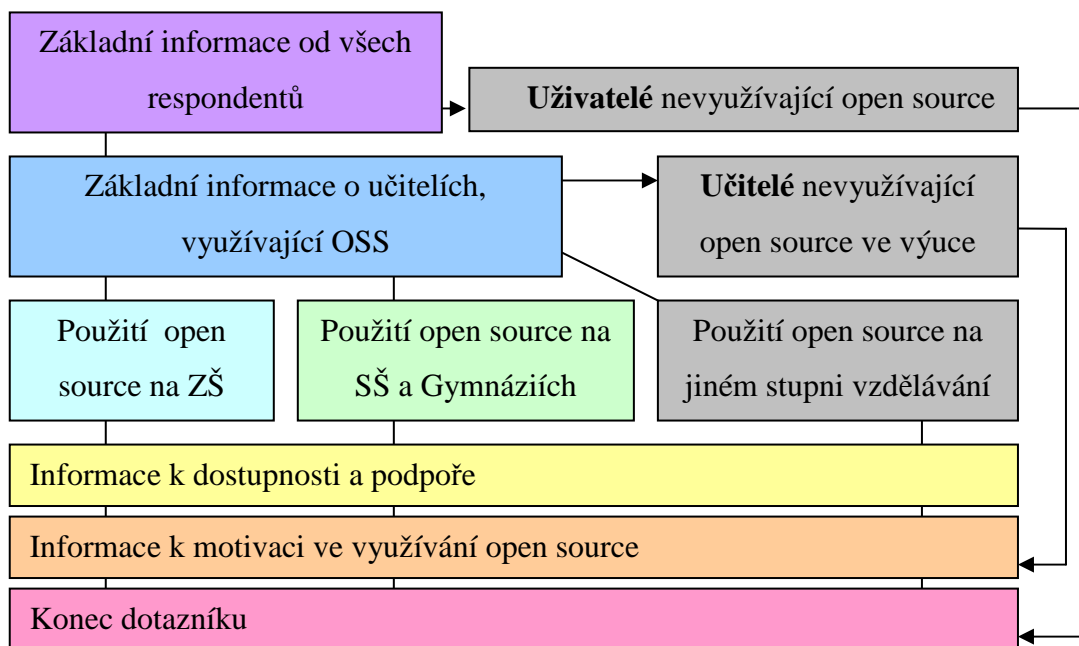 Základní informace od všech
respondentů
Uživatelé nevyužívající open source
Základní informace o učitelích,
využívající OSS
Učitelé nevyužívající
open source ve výuce
Použití  open
source na ZŠ
Použití open source na
SŠ a Gymnáziích
Použití open source na
jiném stupni vzdělávání
Informace k dostupnosti a podpoře
Informace k motivaci ve využívání open source
Konec dotazníku